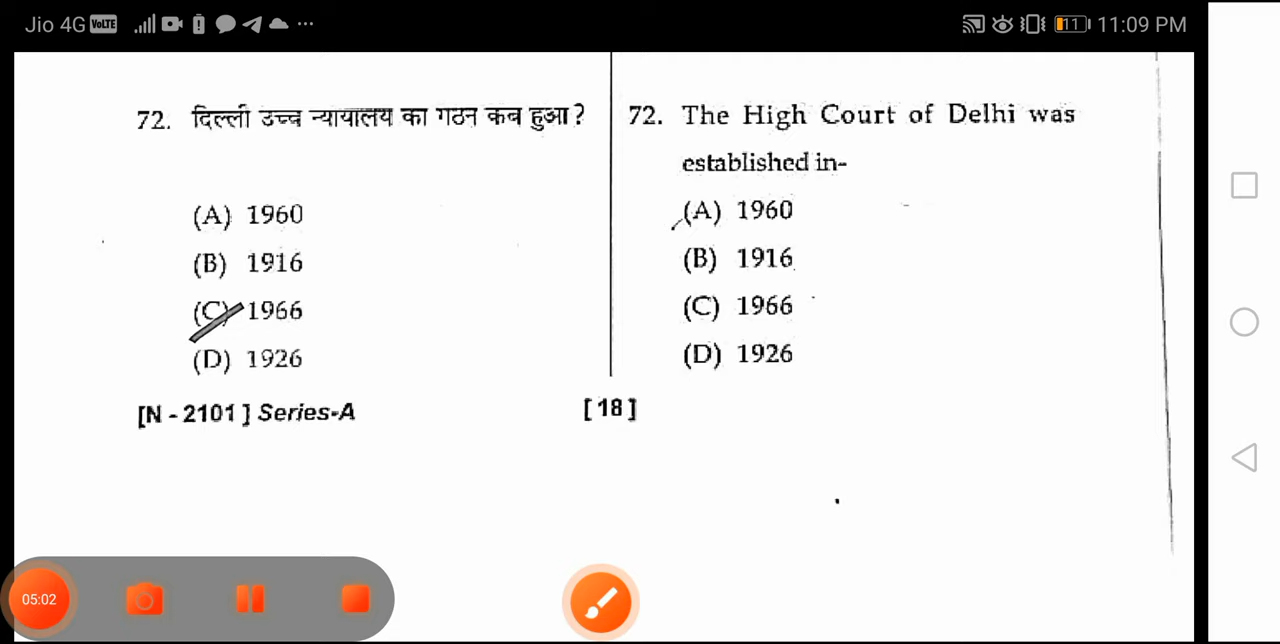 Jio 4G VoLTE ... 11 11:09 PM
72. दिल्ली उच्च न्यायालय का गठन कब हुआ?
(A) 1960
(B) 1916
(C) 1966
(D) 1926
[N - 2101 ] Series-A
72. The High Court of Delhi was
established in-
(A) 1960
(B) 1916
(C) 1966
(D) 1926
[ 18 ]
05:02